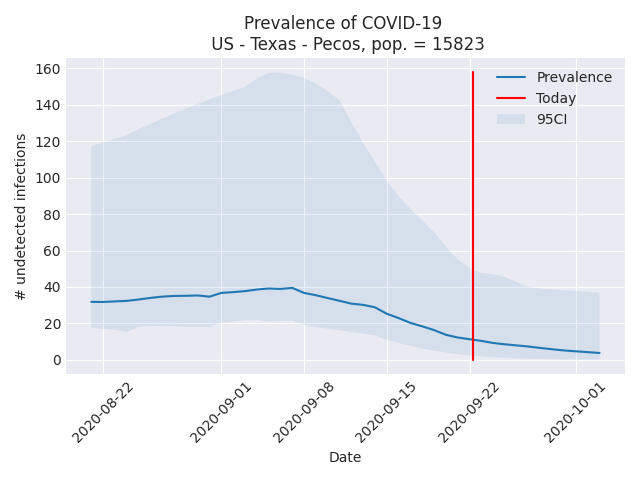 Prevalence of COVID-19
US - Texas - Pecos, pop. = 15823
160
140
120
100
80
60
40
20
0
# undetected infections
Prevalence
Today
95CI
2020-08-22
2020-09-01
2020-09-08
2020-09-15
2020-09-22
2020-10-01
Date